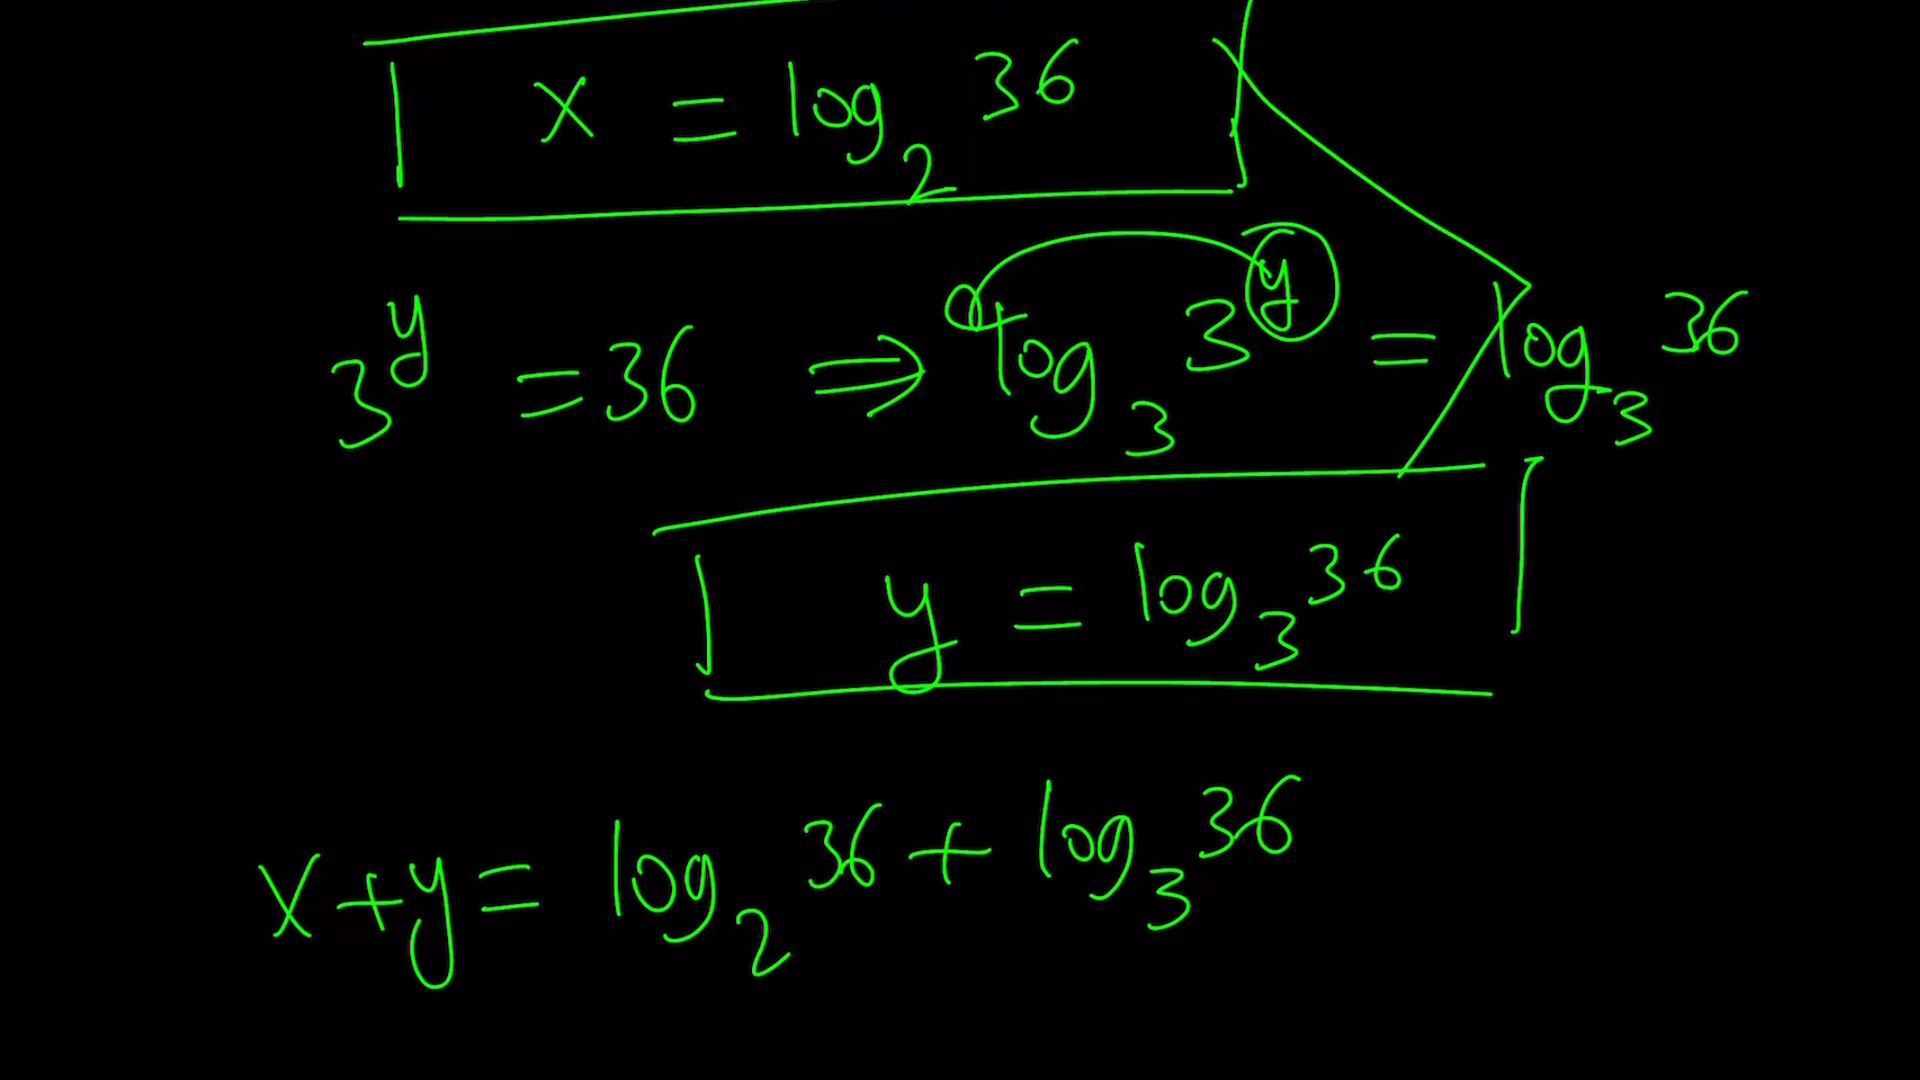 x = log₂ 36
3^y = 36 ⇒ log₃ 3^y = log₃ 36
y = log₃ 36
x + y = log₂ 36 + log₃ 36